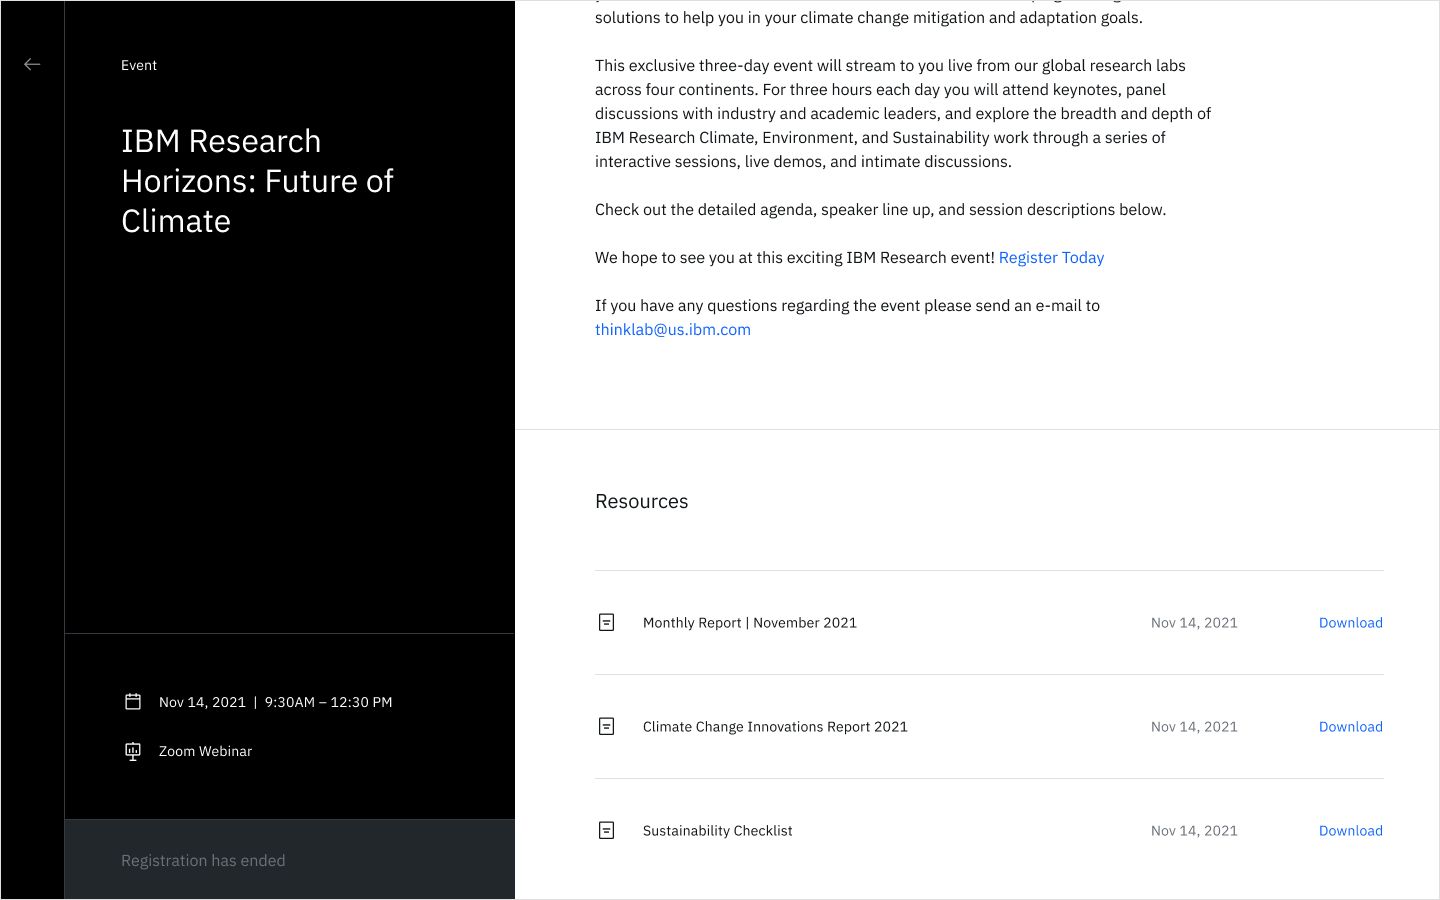 Event
IBM Research
Horizons: Future of
Climate
Nov 14, 2021 | 9:30AM – 12:30 PM
Zoom Webinar
Registration has ended
solutions to help you in your climate change mitigation and adaptation goals.
This exclusive three-day event will stream to you live from our global research labs
across four continents. For three hours each day you will attend keynotes, panel
discussions with industry and academic leaders, and explore the breadth and depth of
IBM Research Climate, Environment, and Sustainability work through a series of
interactive sessions, live demos, and intimate discussions.
Check out the detailed agenda, speaker line up, and session descriptions below.
We hope to see you at this exciting IBM Research event! Register Today
If you have any questions regarding the event please send an e-mail to
thinklab@us.ibm.com
Resources
Monthly Report | November 2021 Nov 14, 2021 Download
Climate Change Innovations Report 2021 Nov 14, 2021 Download
Sustainability Checklist Nov 14, 2021 Download